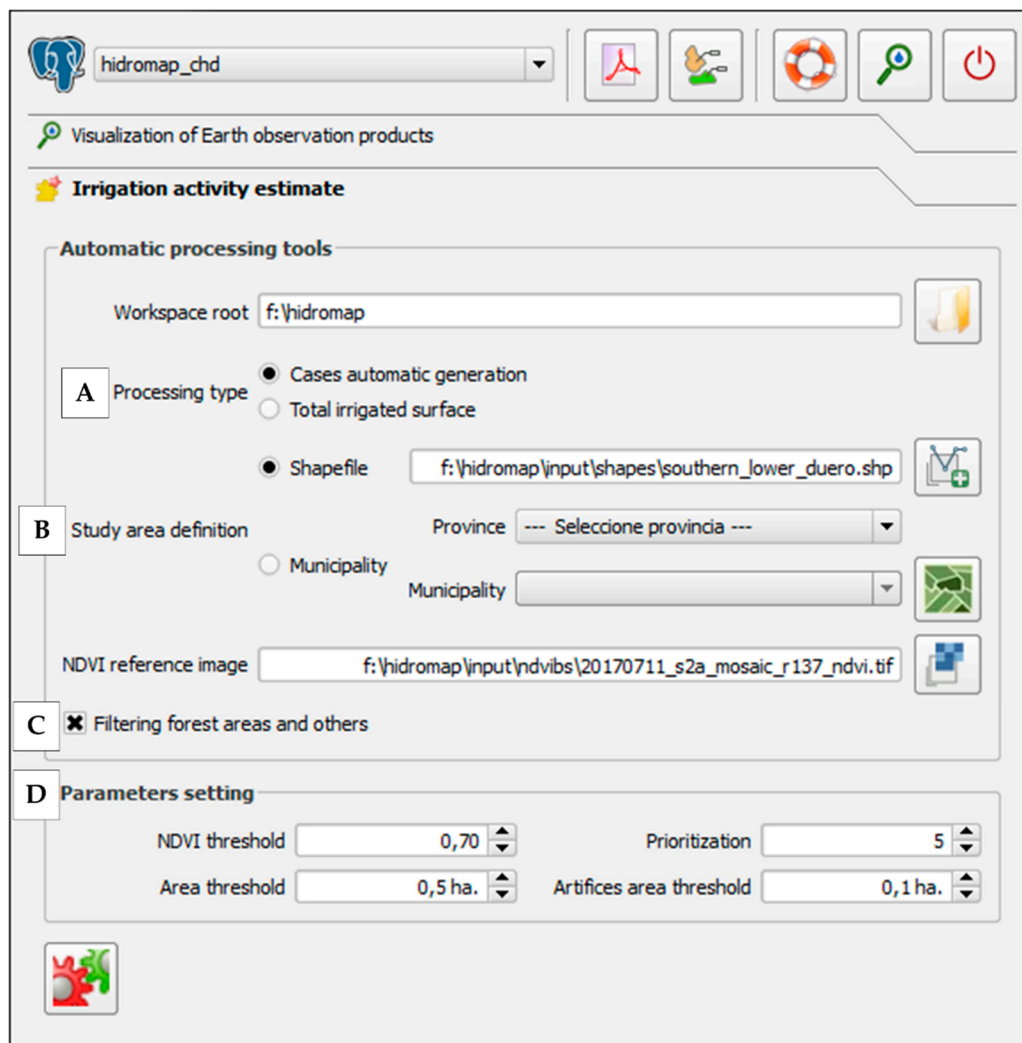 hidromap_chd
Visualization of Earth observation products
Irrigation activity estimate
Automatic processing tools
Workspace root f:\hidromap
A Processing type
Cases automatic generation
Total irrigated surface
Shapefile f:\hidromap\input\shapes\southern_lower_duero.shp
B Study area definition
Province --- Seleccione provincia ---
Municipality
Municipality
NDVI reference image f:\hidromap\input\ndvibs\20170711_s2a_mosaic_r137_ndvi.tif
C Filtering forest areas and others
D Parameters setting
NDVI threshold 0,70 Prioritization 5
Area threshold 0,5 ha. Artifices area threshold 0,1 ha.